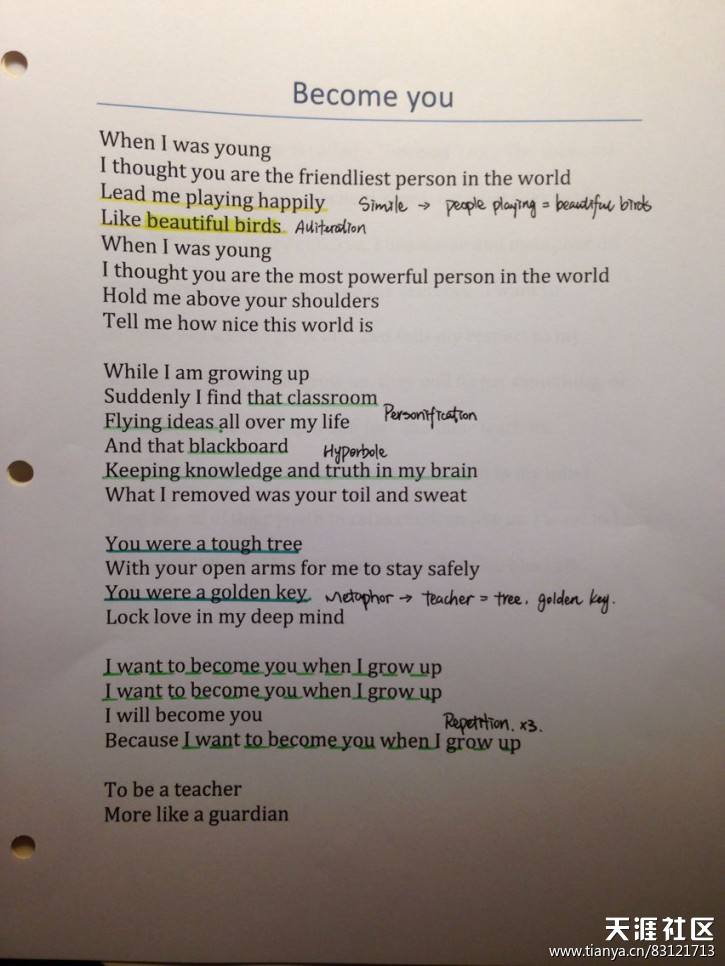 Become you
When I was young
I thought you are the friendliest person in the world
Lead me playing happily Simile → people playing = beautiful birds
Like beautiful birds. Aliteration
When I was young
I thought you are the most powerful person in the world
Hold me above your shoulders
Tell me how nice this world is
While I am growing up
Suddenly I find that classroom
Flying ideas all over my life Personification
And that blackboard Hyporbole
Keeping knowledge and truth in my brain
What I removed was your toil and sweat
You were a tough tree
With your open arms for me to stay safely
You were a golden key. Metaphor → teacher = tree. golden key.
Lock love in my deep mind
I want to become you when I grow up
I want to become you when I grow up
I will become you Repetition. x3.
Because I want to become you when I grow up
To be a teacher
More like a guardian
天涯社区
www.tianya.cn/83121713